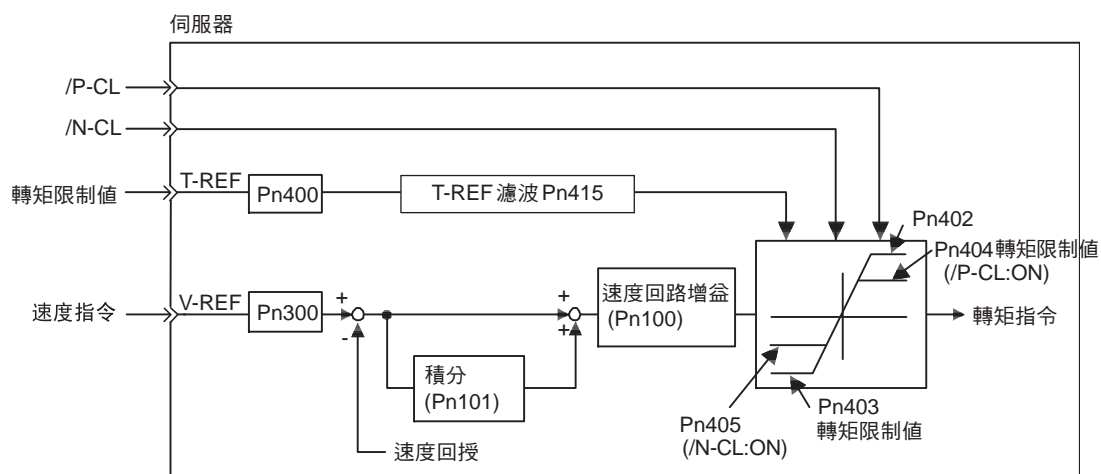 伺服器
/P-CL
/N-CL
轉矩限制值
T-REF
Pn400
T-REF 濾波 Pn415
Pn402
Pn404 轉矩限制值
(/P-CL:ON)
速度指令
V-REF
Pn300
+
-
+
+
速度回路增益
(Pn100)
轉矩指令
積分
(Pn101)
速度回授
Pn405
(/N-CL:ON)
Pn403
轉矩限制值